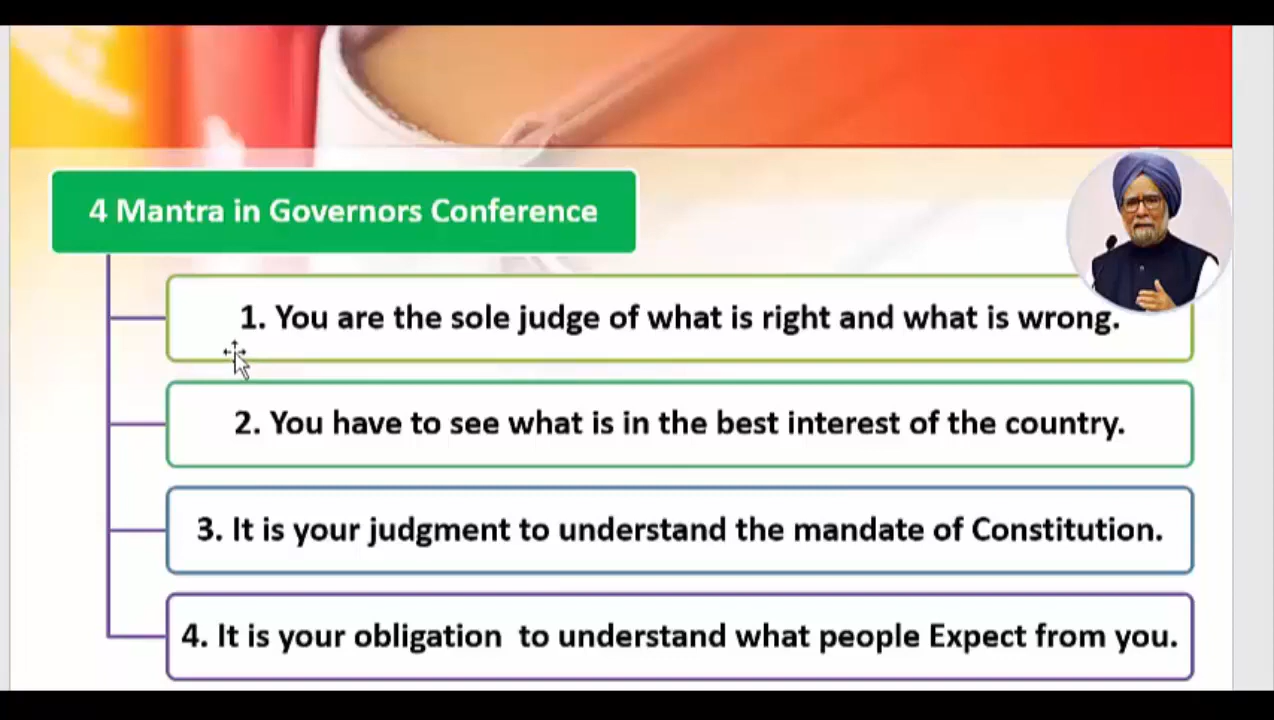 4 Mantra in Governors Conference
1. You are the sole judge of what is right and what is wrong.
2. You have to see what is in the best interest of the country.
3. It is your judgment to understand the mandate of Constitution.
4. It is your obligation  to understand what people Expect from you.